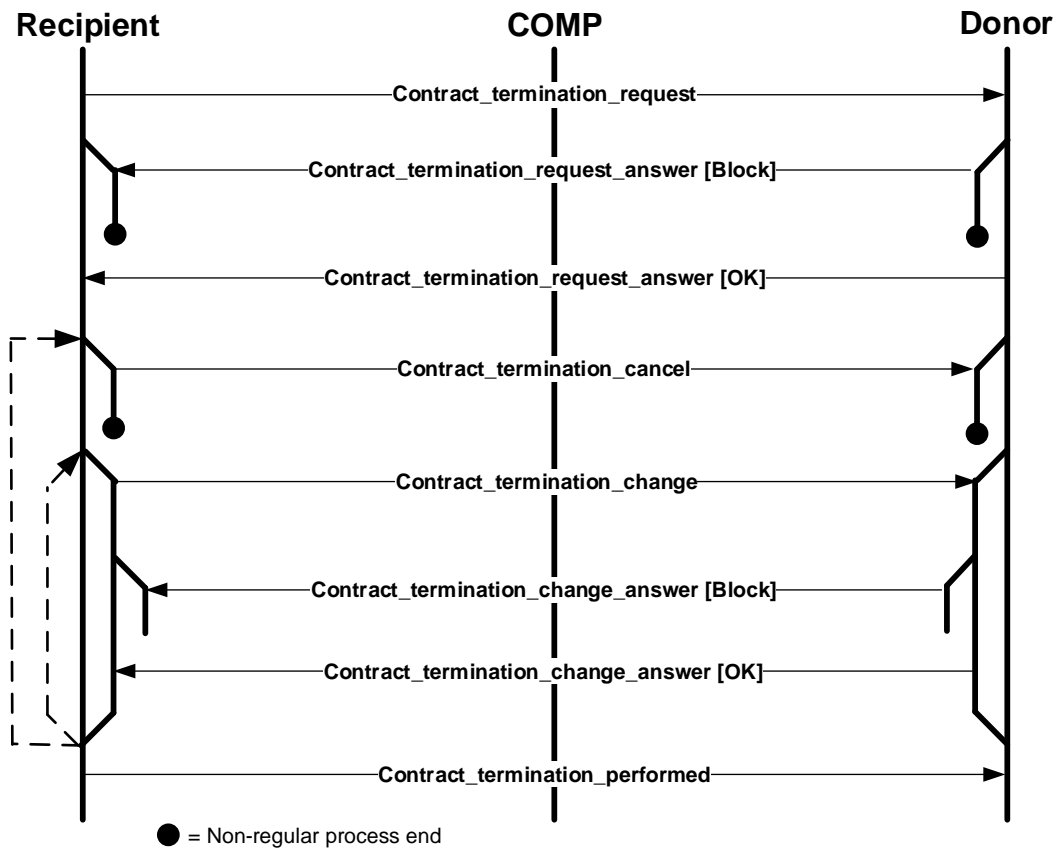 Recipient COMP Donor
Contract_termination_request
Contract_termination_request_answer [Block]
Contract_termination_request_answer [OK]
Contract_termination_cancel
Contract_termination_change
Contract_termination_change_answer [Block]
Contract_termination_change_answer [OK]
Contract_termination_performed
= Non-regular process end